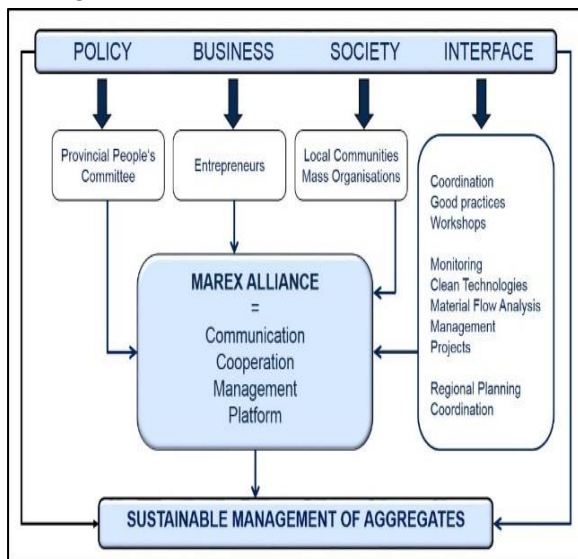 POLICY BUSINESS SOCIETY INTERFACE
Provincial People's
Committee
Entrepreneurs
Local Communities
Mass Organisations
Coordination
Good practices
Workshops
Monitoring
Clean Technologies
Material Flow Analysis
Management
Projects
Regional Planning
Coordination
MAREX ALLIANCE
=
Communication
Cooperation
Management
Platform
SUSTAINABLE MANAGEMENT OF AGGREGATES